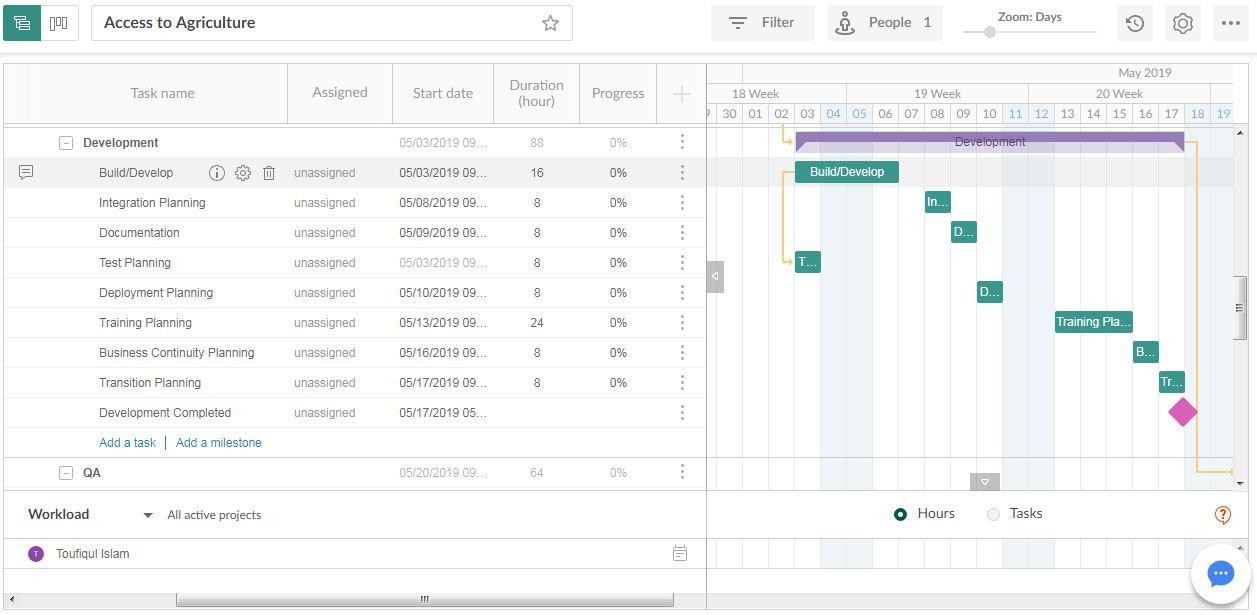 Access to Agriculture
Filter
People 1
Zoom: Days
Task name Assigned Start date Duration (hour) Progress
May 2019
18 Week 19 Week 20 Week
30 01 02 03 04 05 06 07 08 09 10 11 12 13 14 15 16 17 18 19
Development 05/03/2019 09... 88 0%
Development
Build/Develop unassigned 05/03/2019 09... 16 0%
Build/Develop
Integration Planning unassigned 05/08/2019 09... 8 0%
In...
Documentation unassigned 05/09/2019 09... 8 0%
D...
Test Planning unassigned 05/03/2019 09... 8 0%
T...
Deployment Planning unassigned 05/10/2019 09... 8 0%
D...
Training Planning unassigned 05/13/2019 09... 24 0%
Training Pla...
Business Continuity Planning unassigned 05/16/2019 09... 8 0%
B...
Transition Planning unassigned 05/17/2019 09... 8 0%
Tr...
Development Completed unassigned 05/17/2019 05...
Add a task | Add a milestone
QA 05/20/2019 09... 64 0%
Workload All active projects
Hours Tasks
?
T Toufiqul Islam